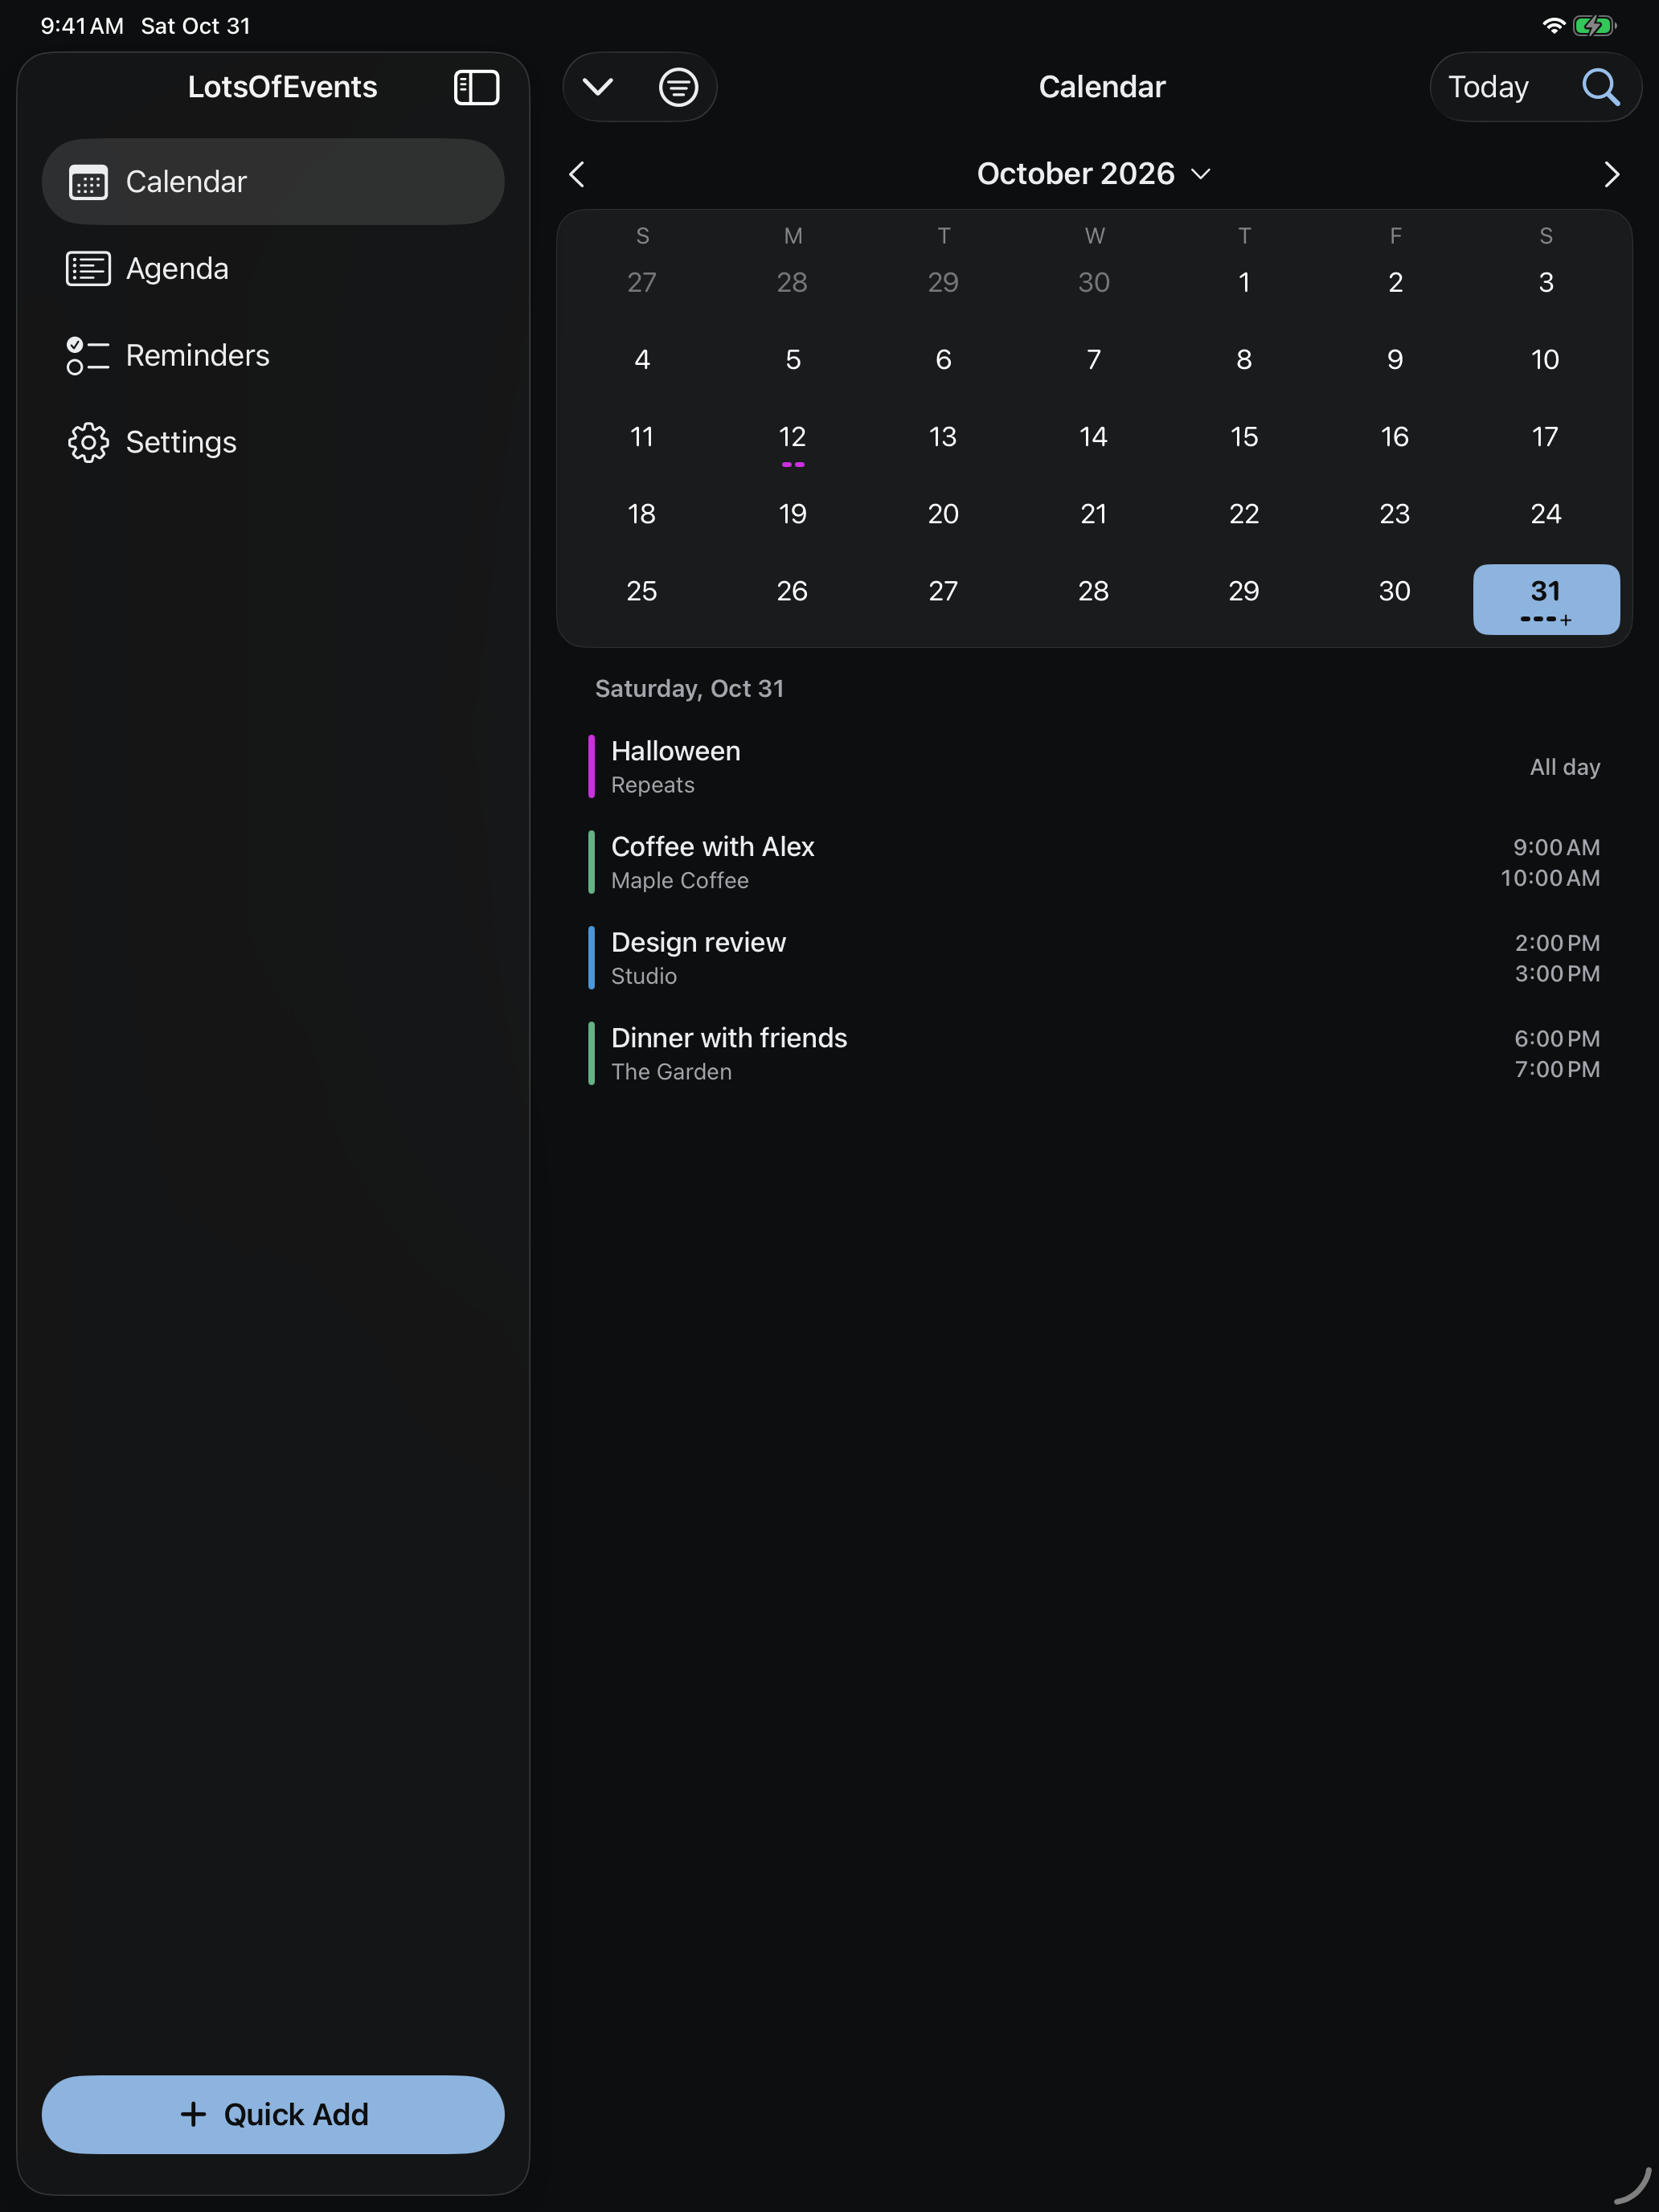 9:41 AM Sat Oct 31
LotsOfEvents
Calendar
Agenda
Reminders
Settings
Quick Add
Calendar
Today
October 2026
S M T W T F S
27 28 29 30 1 2 3
4 5 6 7 8 9 10
11 12 13 14 15 16 17
18 19 20 21 22 23 24
25 26 27 28 29 30 31
+
Saturday, Oct 31
Halloween
Repeats
All day
Coffee with Alex
Maple Coffee
9:00 AM
10:00 AM
Design review
Studio
2:00 PM
3:00 PM
Dinner with friends
The Garden
6:00 PM
7:00 PM